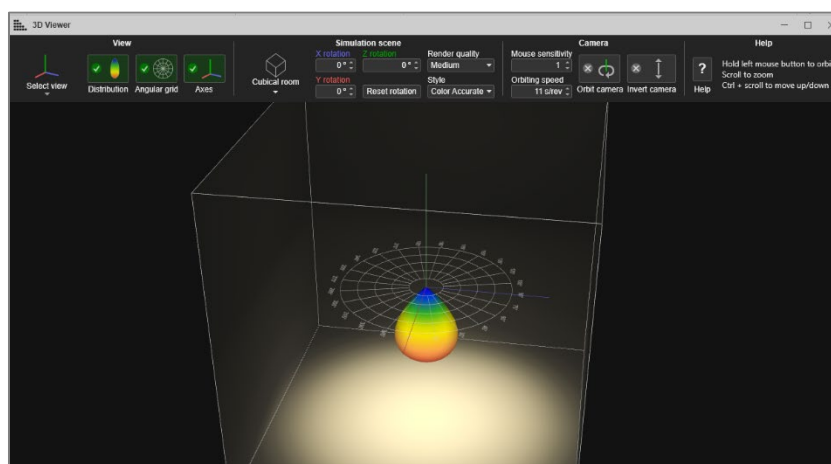 3D Viewer
View
Simulation scene
Camera
Help
Select view
Distribution
Angular grid
Axes
Cubical room
X rotation
0°
Z rotation
0°
Y rotation
0°
Reset rotation
Render quality
Medium
Style
Color Accurate
Mouse sensitivity
1
Orbiting speed
11 s/rev
Orbit camera
Invert camera
?
Help
Hold left mouse button to orbi
Scroll to zoom
Ctrl + scroll to move up/down